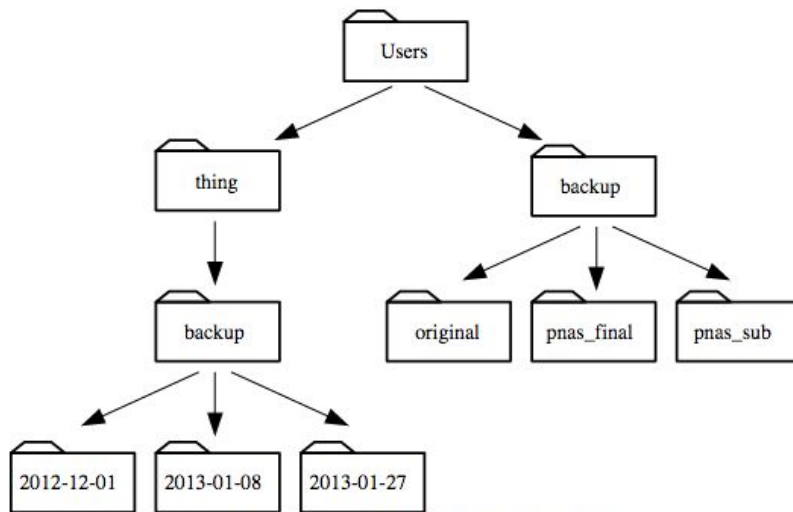 Users
thing
backup
backup
original
pnas_final
pnas_sub
2012-12-01
2013-01-08
2013-01-27